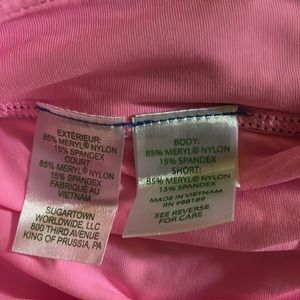 EXTÉRIEUR:
85% MERYL® NYLON
15% SPANDEX
COURT:
85% MERYL® NYLON
15% SPANDEX
FABRIQUÉ AU
VIETNAM
SUGARTOWN
WORLDWIDE, LLC
800 THIRD AVENUE
KING OF PRUSSIA, PA
BODY:
85% MERYL® NYLON
15% SPANDEX
SHORT:
85% MERYL® NYLON
15% SPANDEX
MADE IN VIETNAM
RN #88189
SEE REVERSE
FOR CARE